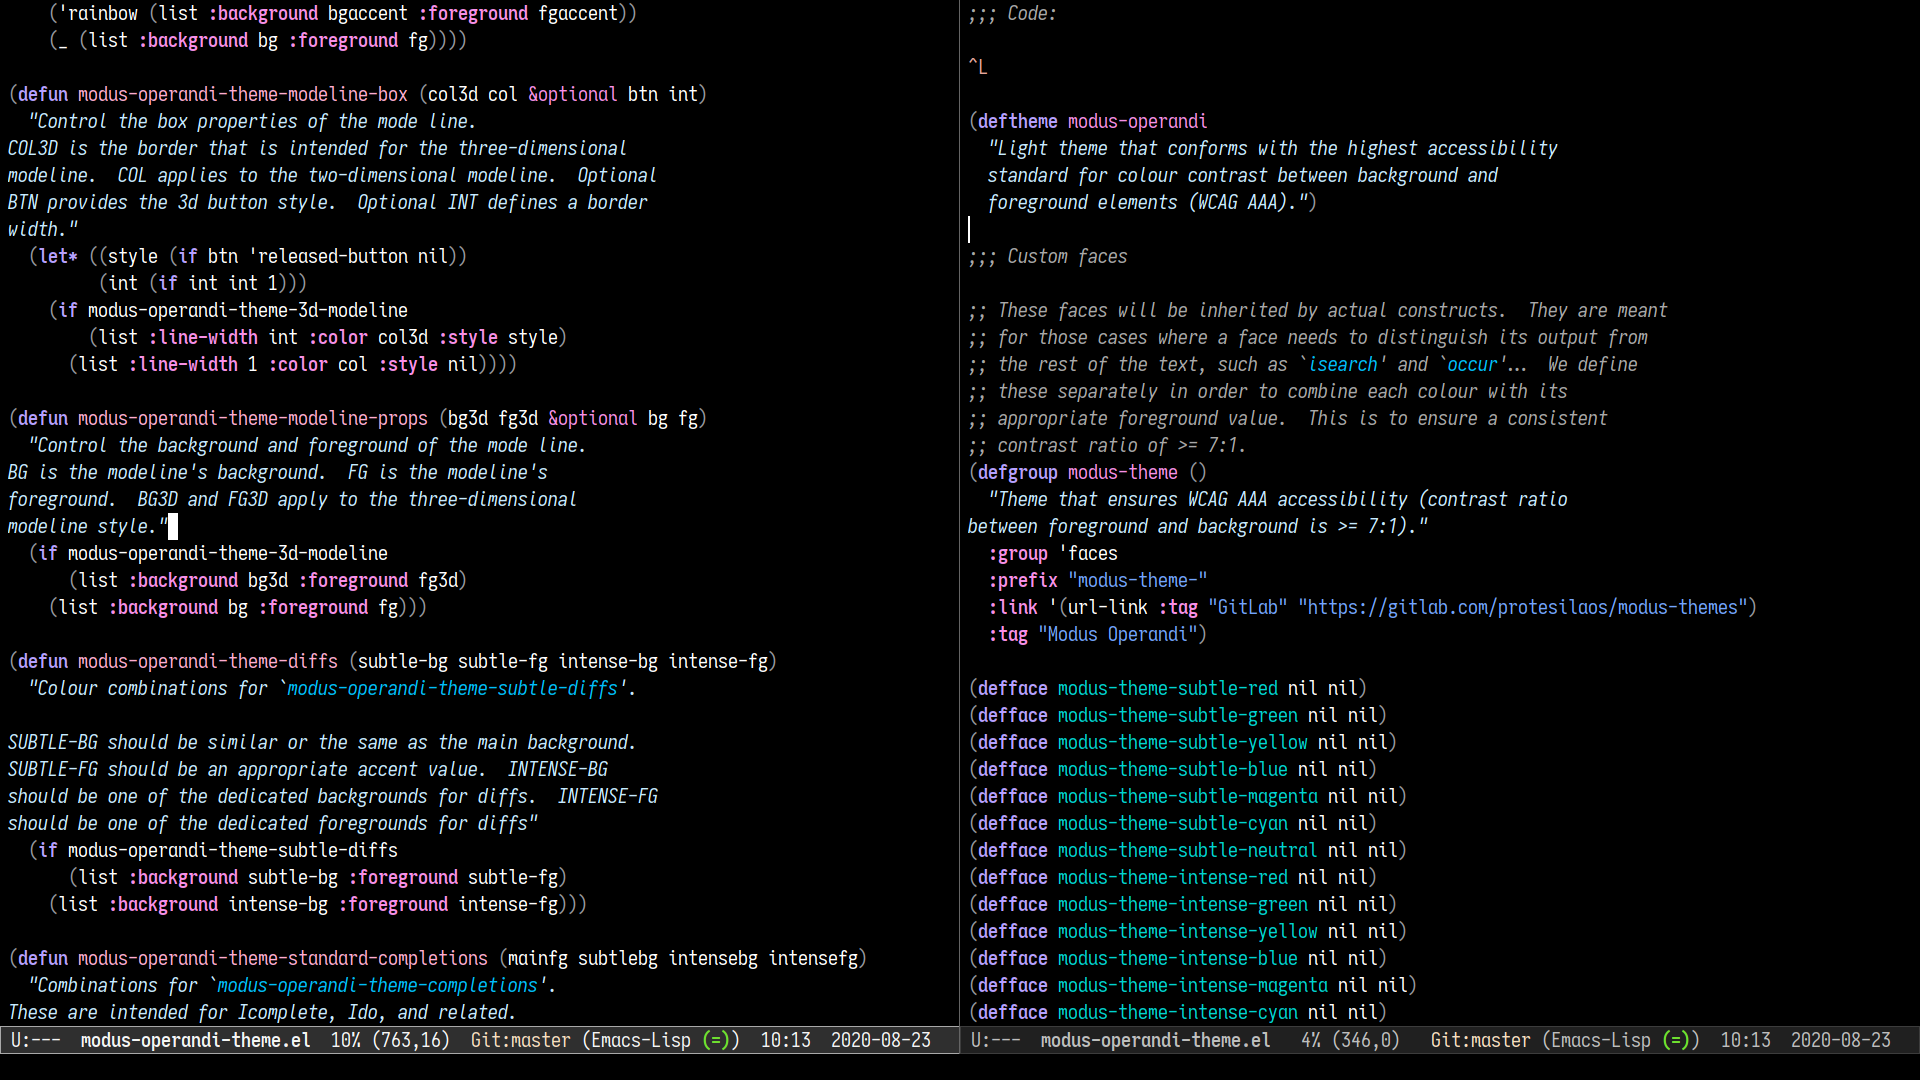 ('rainbow (list :background bgaccent :foreground fgaccent))
    (_ (list :background bg :foreground fg))))

(defun modus-operandi-theme-modeline-box (col3d col &optional btn int)
  "Control the box properties of the mode line.
COL3D is the border that is intended for the three-dimensional
modeline.  COL applies to the two-dimensional modeline.  Optional
BTN provides the 3d button style.  Optional INT defines a border
width."
  (let* ((style (if btn 'released-button nil))
         (int (if int int 1)))
    (if modus-operandi-theme-3d-modeline
        (list :line-width int :color col3d :style style)
      (list :line-width 1 :color col :style nil))))

(defun modus-operandi-theme-modeline-props (bg3d fg3d &optional bg fg)
  "Control the background and foreground of the mode line.
BG is the modeline's background.  FG is the modeline's
foreground.  BG3D and FG3D apply to the three-dimensional
modeline style."
  (if modus-operandi-theme-3d-modeline
      (list :background bg3d :foreground fg3d)
    (list :background bg :foreground fg)))

(defun modus-operandi-theme-diffs (subtle-bg subtle-fg intense-bg intense-fg)
  "Colour combinations for `modus-operandi-theme-subtle-diffs'.

SUBTLE-BG should be similar or the same as the main background.
SUBTLE-FG should be an appropriate accent value.  INTENSE-BG
should be one of the dedicated backgrounds for diffs.  INTENSE-FG
should be one of the dedicated foregrounds for diffs"
  (if modus-operandi-theme-subtle-diffs
      (list :background subtle-bg :foreground subtle-fg)
    (list :background intense-bg :foreground intense-fg)))

(defun modus-operandi-theme-standard-completions (mainfg subtlebg intensebg intensefg)
  "Combinations for `modus-operandi-theme-completions'.
These are intended for Icomplete, Ido, and related.
U:---  modus-operandi-theme.el  10% (763,16)  Git:master (Emacs-Lisp (=))  10:13  2020-08-23
;;; Code:

^L

(deftheme modus-operandi
  "Light theme that conforms with the highest accessibility
  standard for colour contrast between background and
  foreground elements (WCAG AAA).")

;;; Custom faces

;; These faces will be inherited by actual constructs.  They are meant
;; for those cases where a face needs to distinguish its output from
;; the rest of the text, such as `isearch' and `occur'...  We define
;; these separately in order to combine each colour with its
;; appropriate foreground value.  This is to ensure a consistent
;; contrast ratio of >= 7:1.
(defgroup modus-theme ()
  "Theme that ensures WCAG AAA accessibility (contrast ratio
between foreground and background is >= 7:1)."
  :group 'faces
  :prefix "modus-theme-"
  :link '(url-link :tag "GitLab" "https://gitlab.com/protesilaos/modus-themes")
  :tag "Modus Operandi")

(defface modus-theme-subtle-red nil nil)
(defface modus-theme-subtle-green nil nil)
(defface modus-theme-subtle-yellow nil nil)
(defface modus-theme-subtle-blue nil nil)
(defface modus-theme-subtle-magenta nil nil)
(defface modus-theme-subtle-cyan nil nil)
(defface modus-theme-subtle-neutral nil nil)
(defface modus-theme-intense-red nil nil)
(defface modus-theme-intense-green nil nil)
(defface modus-theme-intense-yellow nil nil)
(defface modus-theme-intense-blue nil nil)
(defface modus-theme-intense-magenta nil nil)
(defface modus-theme-intense-cyan nil nil)
U:---  modus-operandi-theme.el   4% (346,0)   Git:master (Emacs-Lisp (=))  10:13  2020-08-23